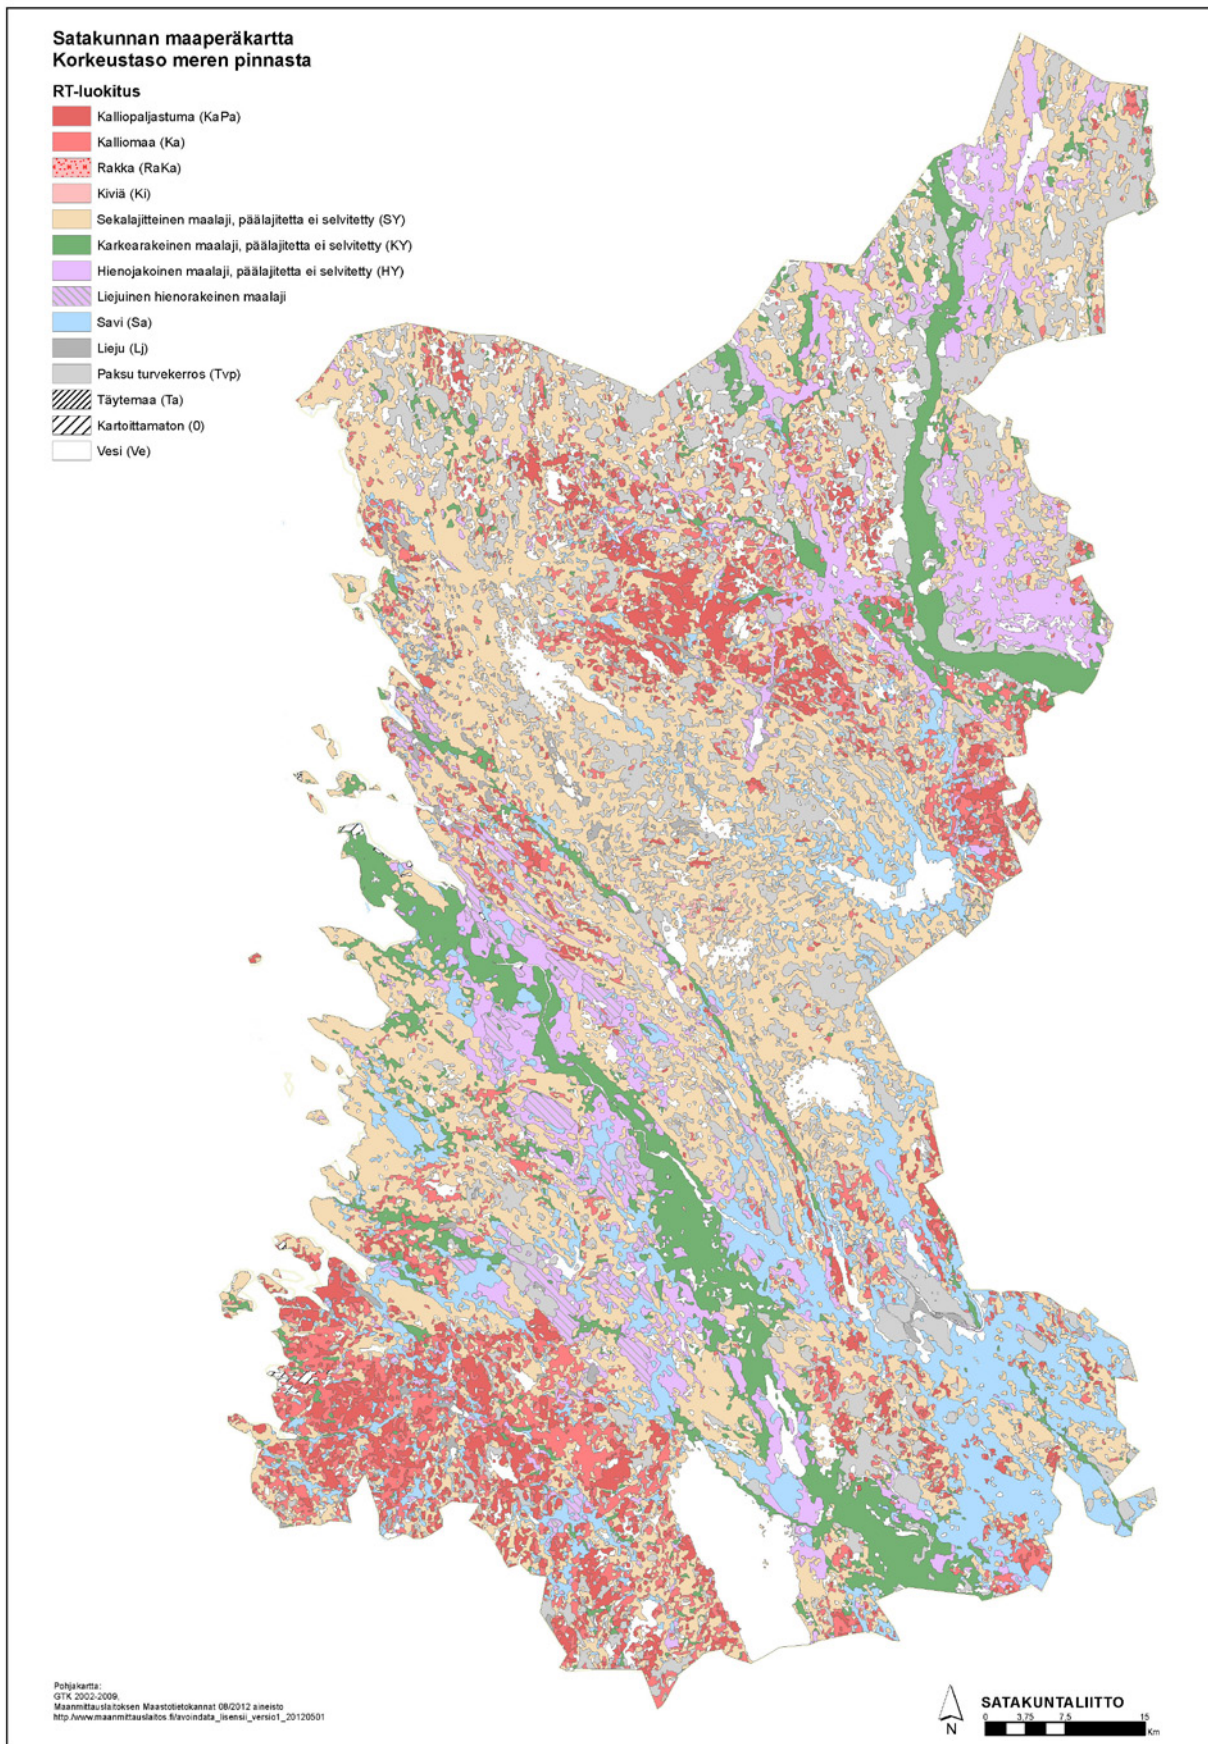 Satakunnan maaperäkartta
Korkeustaso meren pinnasta
RT-luokitus
Kalliopaljastuma (KaPa)
Kalliomaa (Ka)
Rakka (RaKa)
Kiviä (Ki)
Sekalajitteinen maalaji, päälajitetta ei selvitetty (SY)
Karkearakeinen maalaji, päälajitetta ei selvitetty (KY)
Hienojakoinen maalaji, päälajitetta ei selvitetty (HY)
Liejuinen hienorakeinen maalaji
Savi (Sa)
Lieju (Lj)
Paksu turvekerros (Tvp)
Täytemaa (Ta)
Kartoittamaton (0)
Vesi (Ve)
Pohjakartta:
GTK 2002-2009,
Maanmittauslaitoksen Maastotietokannat 08/2012 aineisto
http://www.maanmittauslaitos.fi/avoindata_lisenssi_versio1_20120501
N
SATAKUNTALIITTO
0 3,75 7,5 15
Km